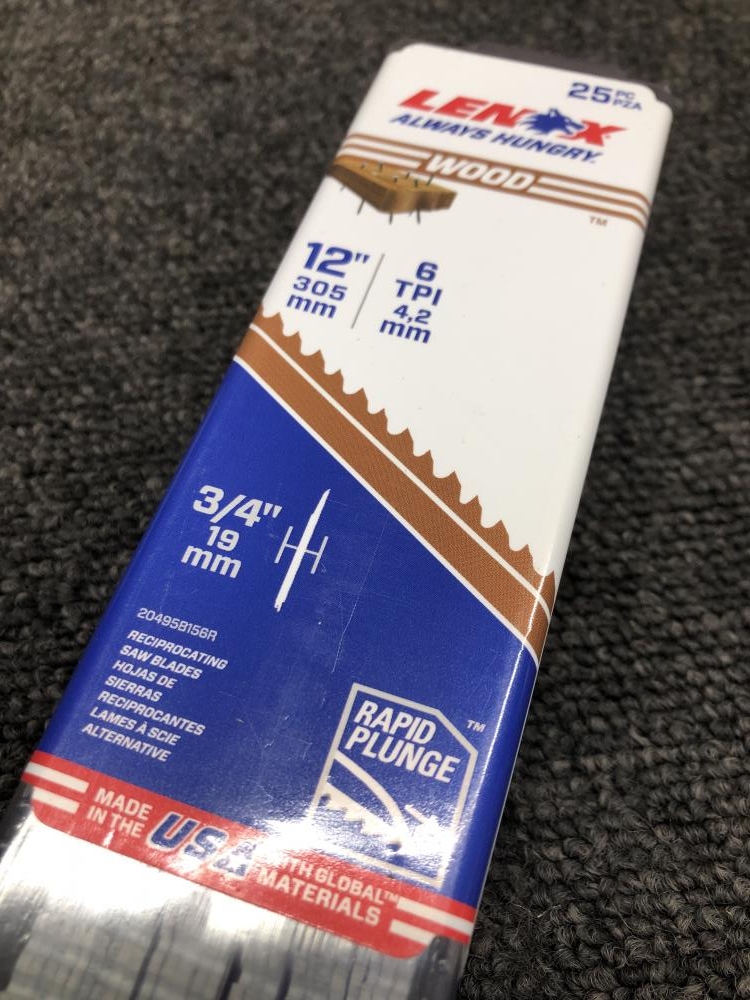 25 PC
PZA
LENOX
ALWAYS HUNGRY.
WOOD
TM
12" 6
305 TPI
mm 4,2
mm
3/4"
19
mm
20495B156R
RECIPROCATING
SAW BLADES
HOJAS DE
SIERRAS
RECIPROCANTES
LAMES À SCIE
ALTERNATIVE
RAPID TM
PLUNGE
MADE
IN THE
USA
WITH GLOBAL TM
MATERIALS